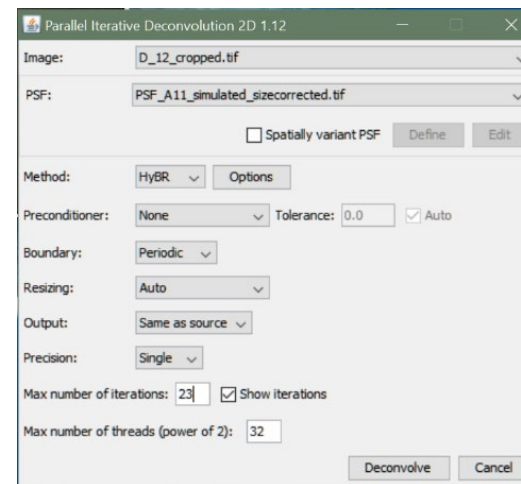 Parallel Iterative Deconvolution 2D 1.12
Image: D_12_cropped.tif
PSF: PSF_A11_simulated_sizecorrected.tif
Spatially variant PSF Define Edit
Method: HyBR Options
Preconditioner: None Tolerance: 0.0 Auto
Boundary: Periodic
Resizing: Auto
Output: Same as source
Precision: Single
Max number of iterations: 23 Show iterations
Max number of threads (power of 2): 32
Deconvolve Cancel